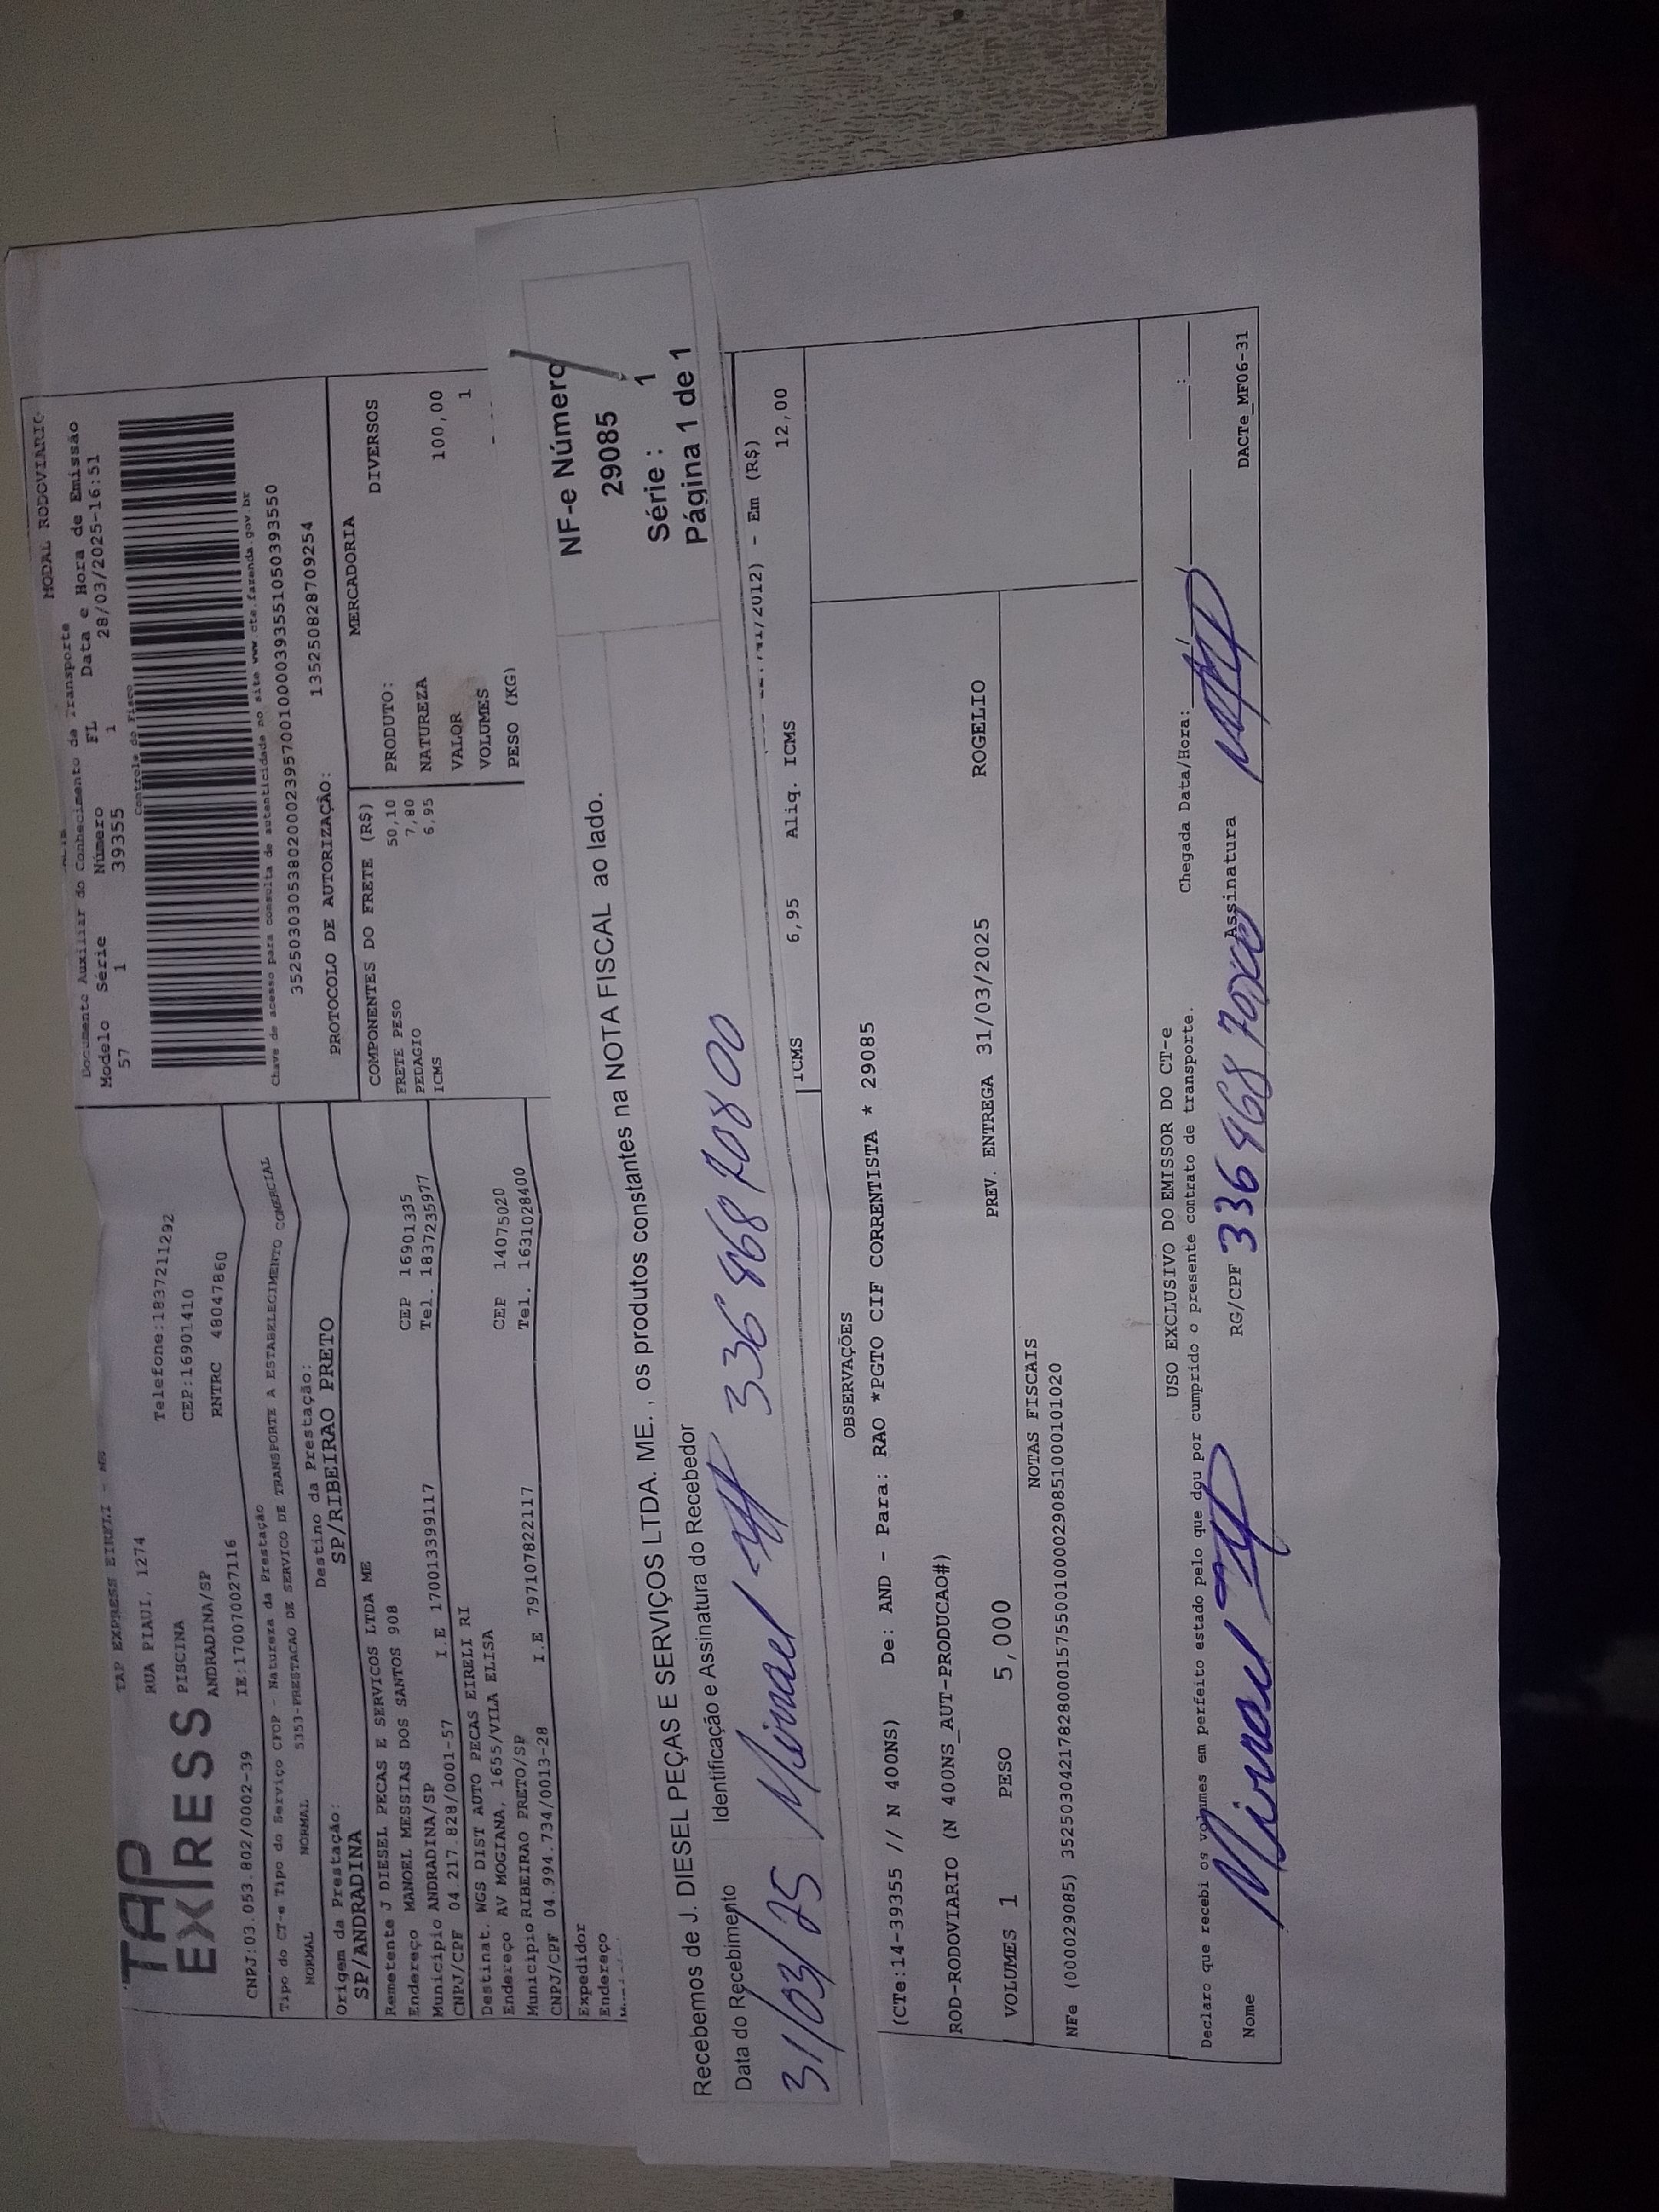 TAP
EXPRESS
TAP EXPRESS EIRELI - ME
RUA PIAUI, 1274 Telefone:1837211292
PISCINA CEP:16901410
ANDRADINA/SP RNTRC 48047860
CNPJ:03.053.802/0002-39 IE:170070027116
Tipo do CT-e Tipo do Serviço CFOP - Natureza da Prestação
NORMAL NORMAL 5353-PRESTACAO DE SERVICO DE TRANSPORTE A ESTABELECIMENTO COMERCIAL
Origem da Prestação: Destino da Prestação:
SP/ANDRADINA SP/RIBEIRAO PRETO
Remetente J DIESEL PECAS E SERVICOS LTDA ME
Endereço MANOEL MESSIAS DOS SANTOS 908 CEP 16901335
Município ANDRADINA/SP Tel. 1837235977
CNPJ/CPF 04.217.828/0001-57 I.E 170013399117
Destinat. WGS DIST AUTO PECAS EIRELI RI
Endereço AV MOGIANA, 1655/VILA ELISA CEP 14075020
Município RIBEIRAO PRETO/SP Tel. 1631028400
CNPJ/CPF 04.994.734/0013-28 I.E 797107822117
Expedidor
Endereço
MODAL RODOVIARIO
Documento Auxiliar do Conhecimento de Transporte
Modelo Série Número FL Data e Hora de Emissão
57 1 39355 1 28/03/2025-16:51
Controle do Fisco
Chave de acesso para consulta de autenticidade no site www.cte.fazenda.gov.br
35250303053802000239570010000393551050393550
PROTOCOLO DE AUTORIZAÇÃO: 135250828709254
COMPONENTES DO FRETE (R$) MERCADORIA
FRETE PESO 50,10 PRODUTO: DIVERSOS
PEDAGIO 7,80 NATUREZA
ICMS 6,95 VALOR 100,00
VOLUMES 1
PESO (KG)
Recebemos de J. DIESEL PEÇAS E SERVIÇOS LTDA. ME. , os produtos constantes na NOTA FISCAL ao lado.
Data do Recebimento Identificação e Assinatura do Recebedor
31/03/25 336 868 708 00
NF-e Número
29085
Série : 1
Página 1 de 1
/2012) - Em (R$)
ICMS 6,95 Aliq. ICMS 12,00
OBSERVAÇÕES
(CTe:14-39355 // N 400NS) De: AND - Para: RAO *PGTO CIF CORRENTISTA * 29085
ROD-RODOVIARIO (N 400NS_AUT-PRODUCAO#)
VOLUMES 1 PESO 5,000 PREV. ENTREGA 31/03/2025 ROGELIO
NOTAS FISCAIS
NFe (000029085) 35250304217828000157550010000290851000101020
USO EXCLUSIVO DO EMISSOR DO CT-e
Declaro que recebi os volumes em perfeito estado pelo que dou por cumprido o presente contrato de transporte. Chegada Data/Hora:
Nome RG/CPF 336 868 708 00 Assinatura
DACTe_MF06-31